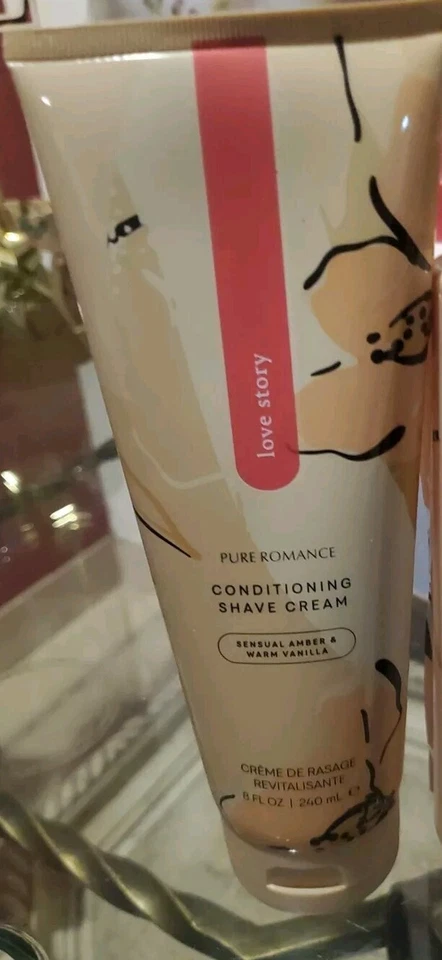 love story
PURE ROMANCE
CONDITIONING
SHAVE CREAM
SENSUAL AMBER &
WARM VANILLA
CRÈME DE RASAGE
REVITALISANTE
8 FL OZ | 240 mL ℮